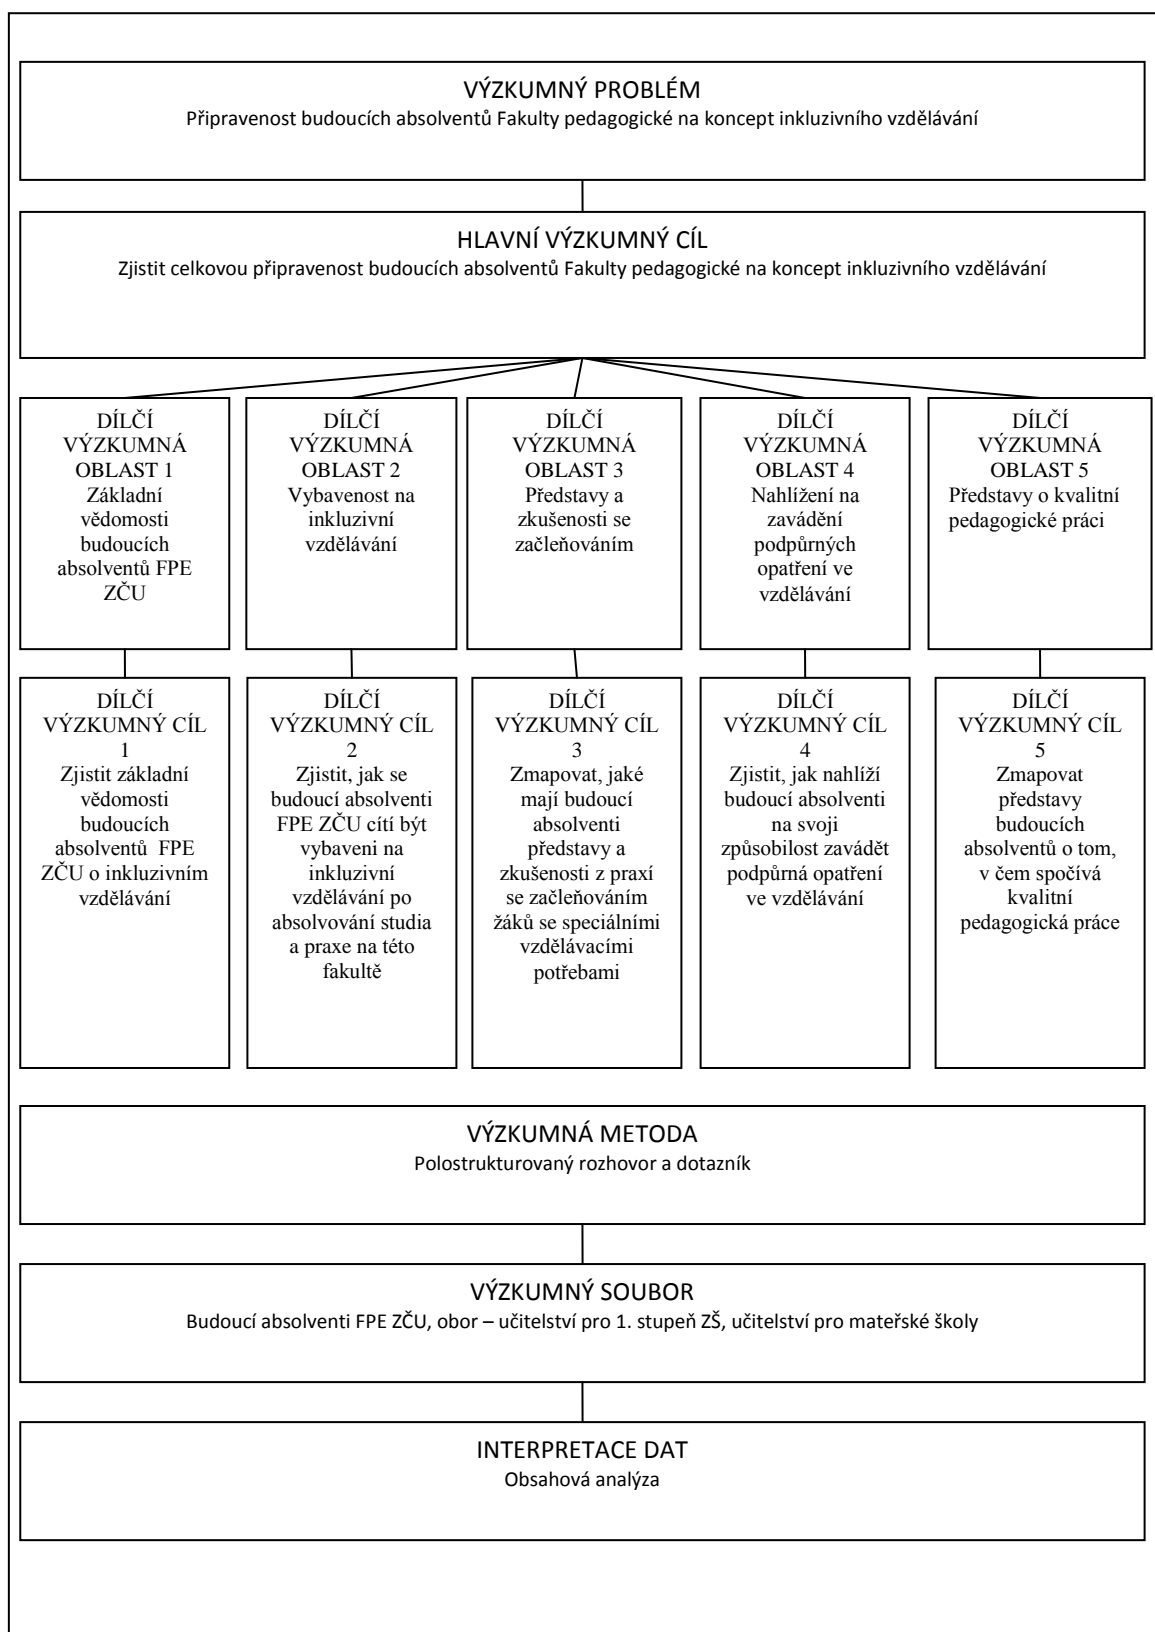 VÝZKUMNÝ PROBLÉM
Připravenost budoucích absolventů Fakulty pedagogické na koncept inkluzivního vzdělávání
HLAVNÍ VÝZKUMNÝ CÍL
Zjistit celkovou připravenost budoucích absolventů Fakulty pedagogické na koncept inkluzivního vzdělávání
DÍLČÍ
VÝZKUMNÁ
OBLAST 1
Základní
vědomosti
budoucích
absolventů FPE
ZČU
DÍLČÍ
VÝZKUMNÁ
OBLAST 2
Vybavenost na
inkluzivní
vzdělávání
DÍLČÍ
VÝZKUMNÁ
OBLAST 3
Představy a
zkušenosti se
začleňováním
DÍLČÍ
VÝZKUMNÁ
OBLAST 4
Nahlížení na
zavádění
podpůrných
opatření ve
vzdělávání
DÍLČÍ
VÝZKUMNÁ
OBLAST 5
Představy o kvalitní
pedagogické práci
DÍLČÍ
VÝZKUMNÝ CÍL
1
Zjistit základní
vědomosti
budoucích
absolventů  FPE
ZČU o inkluzivním
vzdělávání
DÍLČÍ
VÝZKUMNÝ CÍL
2
Zjistit, jak se
budoucí absolventi
FPE ZČU cítí být
vybaveni na
inkluzivní
vzdělávání po
absolvování studia
a praxe na této
fakultě
DÍLČÍ
VÝZKUMNÝ CÍL
3
Zmapovat, jaké
mají budoucí
absolventi
představy a
zkušenosti z praxí
se začleňováním
žáků se speciálními
vzdělávacími
potřebami
DÍLČÍ
VÝZKUMNÝ CÍL
4
Zjistit, jak nahlíží
budoucí absolventi
na svoji
způsobilost zavádět
podpůrná opatření
ve vzdělávání
DÍLČÍ
VÝZKUMNÝ CÍL
5
Zmapovat
představy
budoucích
absolventů o tom,
v čem spočívá
kvalitní
pedagogická práce
VÝZKUMNÁ METODA
Polostrukturovaný rozhovor a dotazník
VÝZKUMNÝ SOUBOR
Budoucí absolventi FPE ZČU, obor – učitelství pro 1. stupeň ZŠ, učitelství pro mateřské školy
INTERPRETACE DAT
Obsahová analýza